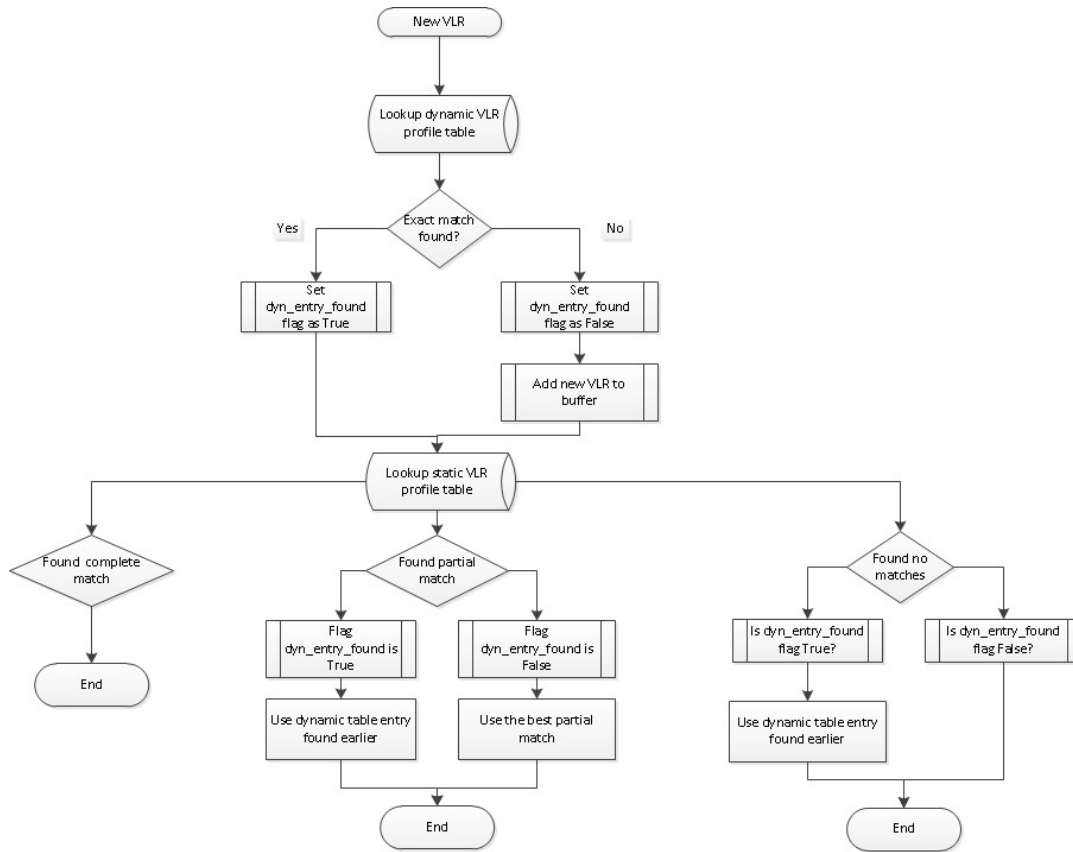 New VLR
Lookup dynamic VLR
profile table
Exact match
found?
Yes
No
Set
dyn_entry_found
flag as True
Set
dyn_entry_found
flag as False
Add new VLR to
buffer
Lookup static VLR
profile table
Found complete
match
Found partial
match
Found no
matches
Flag
dyn_entry_found is
True
Flag
dyn_entry_found is
False
Is dyn_entry_found
flag True?
Is dyn_entry_found
flag False?
End
Use dynamic table entry
found earlier
Use the best partial
match
Use dynamic table entry
found earlier
End
End